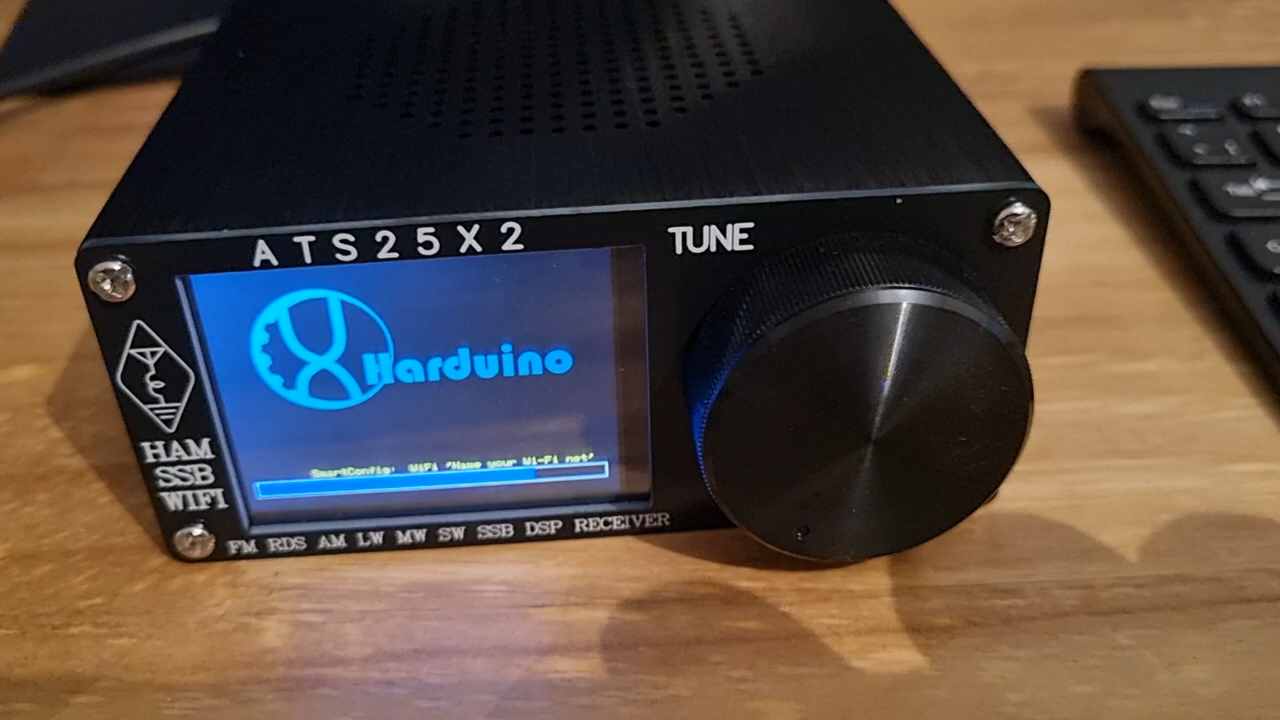 ATS25X2
TUNE
Harduino
SmartConfig: WiFi 'Name your Wi-Fi net'
HAM
SSB
WIFI
FM RDS AM LW MW SW SSB DSP RECEIVER